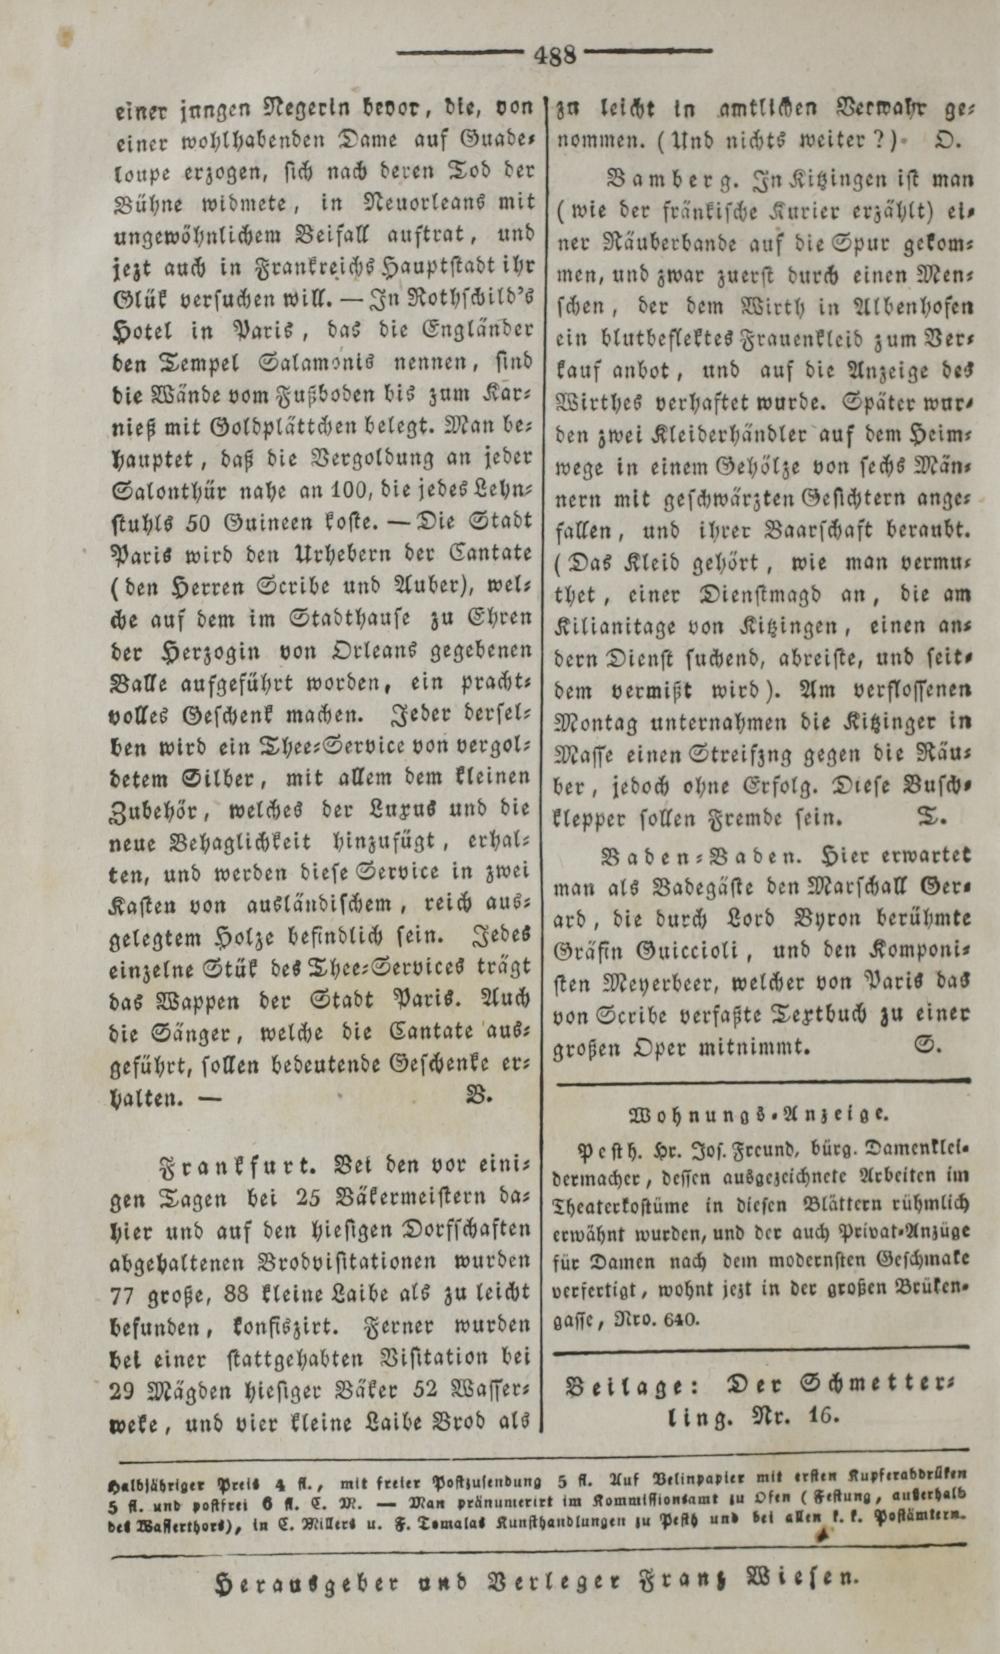 488
einer jungen Negerin bevor, die, von
einer wohlhabenden Dame auf Guade⸗
loupe erzogen, sich nach deren Tod der
Bühne widmete, in Neuorleans mit
ungewöhnlichem Beifall auftrat, und
jezt auch in Frankreichs Hauptstadt ihr
Glük versuchen will. — In Rothschild's
Hotel in Paris, das die Engländer
den Tempel Salamonis nennen, sind
die Wände vom Fußboden bis zum Kar⸗
nieß mit Goldplättchen belegt. Man be⸗
hauptet, daß die Vergoldung an jeder
Salonthür nahe an 100, die jedes Lehn⸗
stuhls 50 Guineen koste. — Die Stadt
Paris wird den Urhebern der Cantate
(den Herren Scribe und Auber), wel⸗
che auf dem im Stadthause zu Ehren
der Herzogin von Orleans gegebenen
Balle aufgeführt worden, ein pracht⸗
volles Geschenk machen. Jeder dersel⸗
ben wird ein Thee⸗Service von vergol⸗
detem Silber, mit allem dem kleinen
Zubehör, welches der Luxus und die
neue Behaglichkeit hinzufügt, erhal⸗
ten, und werden diese Service in zwei
Kasten von ausländischem, reich aus⸗
gelegtem Holze befindlich sein. Jedes
einzelne Stük des Thee⸗Services trägt
das Wappen der Stadt Paris. Auch
die Sänger, welche die Cantate aus⸗
geführt, sollen bedeutende Geschenke er⸗
halten. — B.
Frankfurt. Bei den vor eini⸗
gen Tagen bei 25 Bäkermeistern da⸗
hier und auf den hiesigen Dorfschaften
abgehaltenen Brodvisitationen wurden
77 große, 88 kleine Laibe als zu leicht
befunden, konfiszirt. Ferner wurden
bei einer stattgehabten Visitation bei
29 Mägden hiesiger Bäker 52 Wasser⸗
weke, und vier kleine Laibe Brod als
zu leicht in amtlichen Verwahr ge⸗
nommen. (Und nichts weiter?) O.
Bamberg. In Kitzingen ist man
(wie der fränkische Kurier erzählt) ei⸗
ner Räuberbande auf die Spur gekom⸗
men, und zwar zuerst durch einen Men⸗
schen, der dem Wirth in Albenhofen
ein blutbeflektes Frauenkleid zum Ver⸗
kauf anbot, und auf die Anzeige des
Wirthes verhaftet wurde. Später wur⸗
den zwei Kleiderhändler auf dem Heim⸗
wege in einem Gehölze von sechs Män⸗
nern mit geschwärzten Gesichtern ange⸗
fallen, und ihrer Baarschaft beraubt.
(Das Kleid gehört, wie man vermu⸗
thet, einer Dienstmagd an, die am
Kilianitage von Kitzingen, einen an⸗
dern Dienst suchend, abreiste, und seit⸗
dem vermißt wird). Am verflossenen
Montag unternahmen die Kitzinger in
Masse einen Streifzng gegen die Räu⸗
ber, jedoch ohne Erfolg. Diese Busch⸗
klepper sollen Fremde sein. T.
Baden⸗Baden. Hier erwartet
man als Badegäste den Marschall Ger⸗
ard, die durch Lord Byron berühmte
Gräfin Guiccioli, und den Komponi⸗
sten Meyerbeer, welcher von Paris das
von Scribe verfaßte Textbuch zu einer
großen Oper mitnimmt. S.
Wohnungs⸗Anzeige.
Pesth. Hr. Jos. Freund, bürg. Damenklei⸗
dermacher, dessen ausgezeichnete Arbeiten im
Theaterkostüme in diesen Blättern rühmlich
erwähnt wurden, und der auch Privat⸗Anzüge
für Damen nach dem modernsten Geschmake
verfertigt, wohnt jezt in der großen Brüken⸗
gasse, Nro. 640.
Beilage: Der Schmetter⸗
ling. Nr. 16.
Halbjähriger Preis 4 fl., mit freier Postzusendung 5 fl. Auf Velinpapier mit ersten Kupferabdrüken
5 fl. und postfrei 6 fl. C. M. — Man pränumerirt im Kommissionsamt zu Ofen (Festung, außerhalb
des Wasserthors), in C. Millers u. F. Tomalas Kunsthandlungen zu Pesth und bei allen k. k. Postämtern.
Herausgeber und Verleger Franz Wiesen.